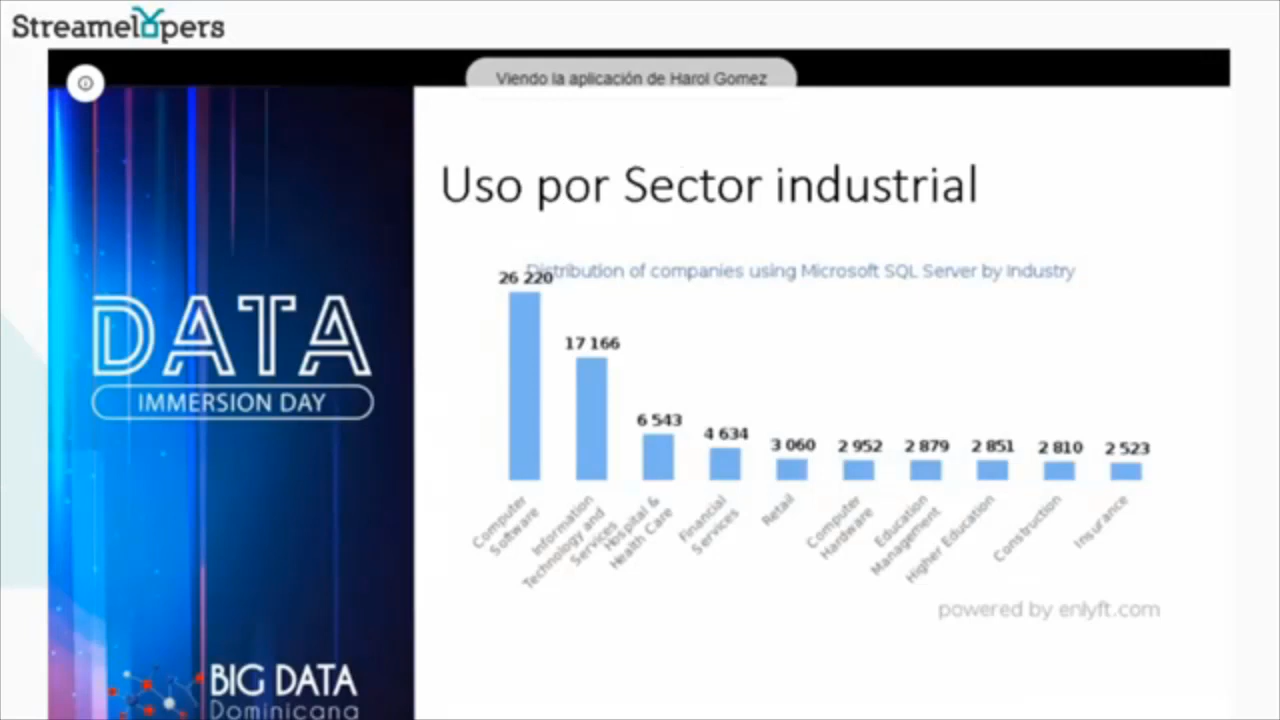 Streamelopers
Viendo la aplicación de Harol Gomez
Uso por Sector industrial
Distribution of companies using Microsoft SQL Server by Industry
26 220
17 166
6 543
4 634
3 060
2 952
2 879
2 851
2 810
2 523
Computer
Software
Information
Technology and
Services
Hospital &
Health Care
Financial
Services
Retail
Computer
Hardware
Education
Management
Higher Education
Construction
Insurance
powered by enlyft.com
DATA
IMMERSION DAY
BIG DATA
Dominicana